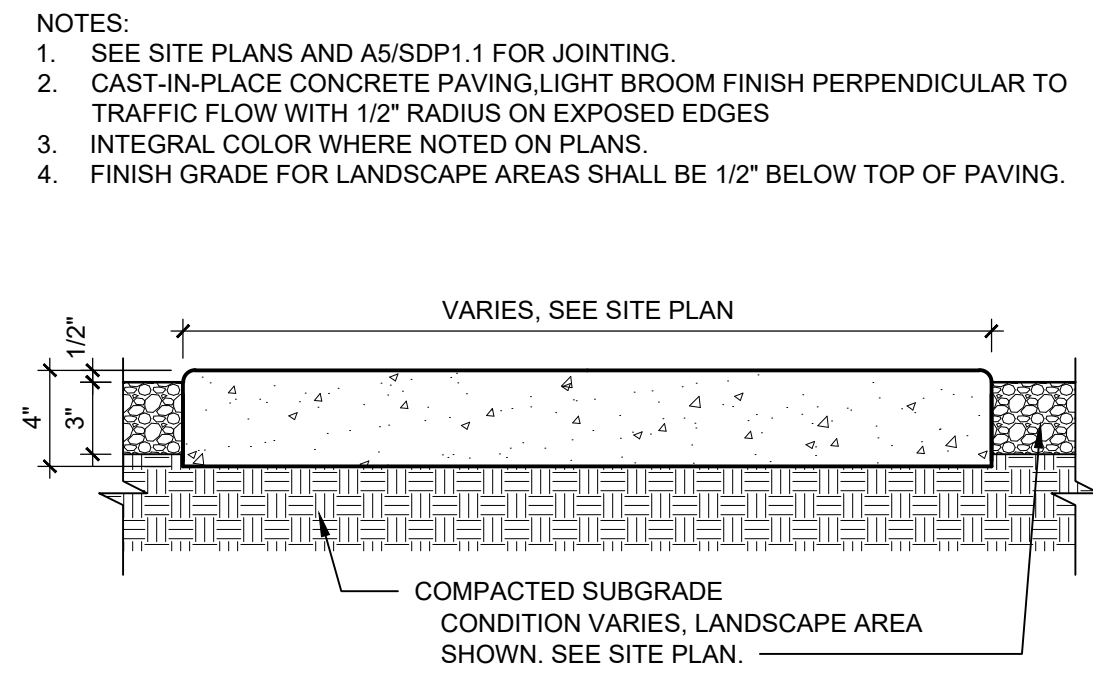 NOTES:
1. SEE SITE PLANS AND A5/SDP1.1 FOR JOINTING.
2. CAST-IN-PLACE CONCRETE PAVING,LIGHT BROOM FINISH PERPENDICULAR TO
TRAFFIC FLOW WITH 1/2" RADIUS ON EXPOSED EDGES
3. INTEGRAL COLOR WHERE NOTED ON PLANS.
4. FINISH GRADE FOR LANDSCAPE AREAS SHALL BE 1/2" BELOW TOP OF PAVING.
VARIES, SEE SITE PLAN
1/2"
4"
3"
COMPACTED SUBGRADE
CONDITION VARIES, LANDSCAPE AREA
SHOWN. SEE SITE PLAN.